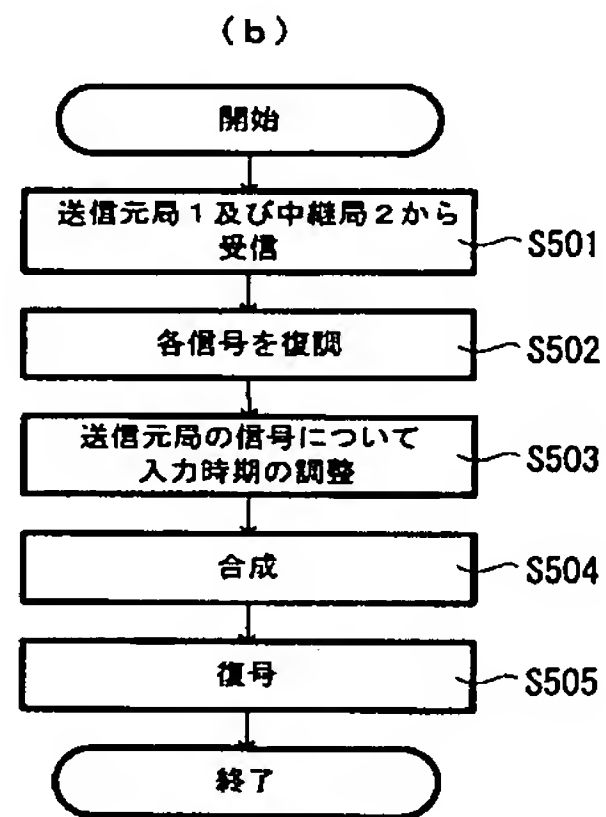 (b)
開始
送信元局1及び中継局2から
受信
S501
各信号を復調
S502
送信元局の信号について
入力時期の調整
S503
合成
S504
復号
S505
終了